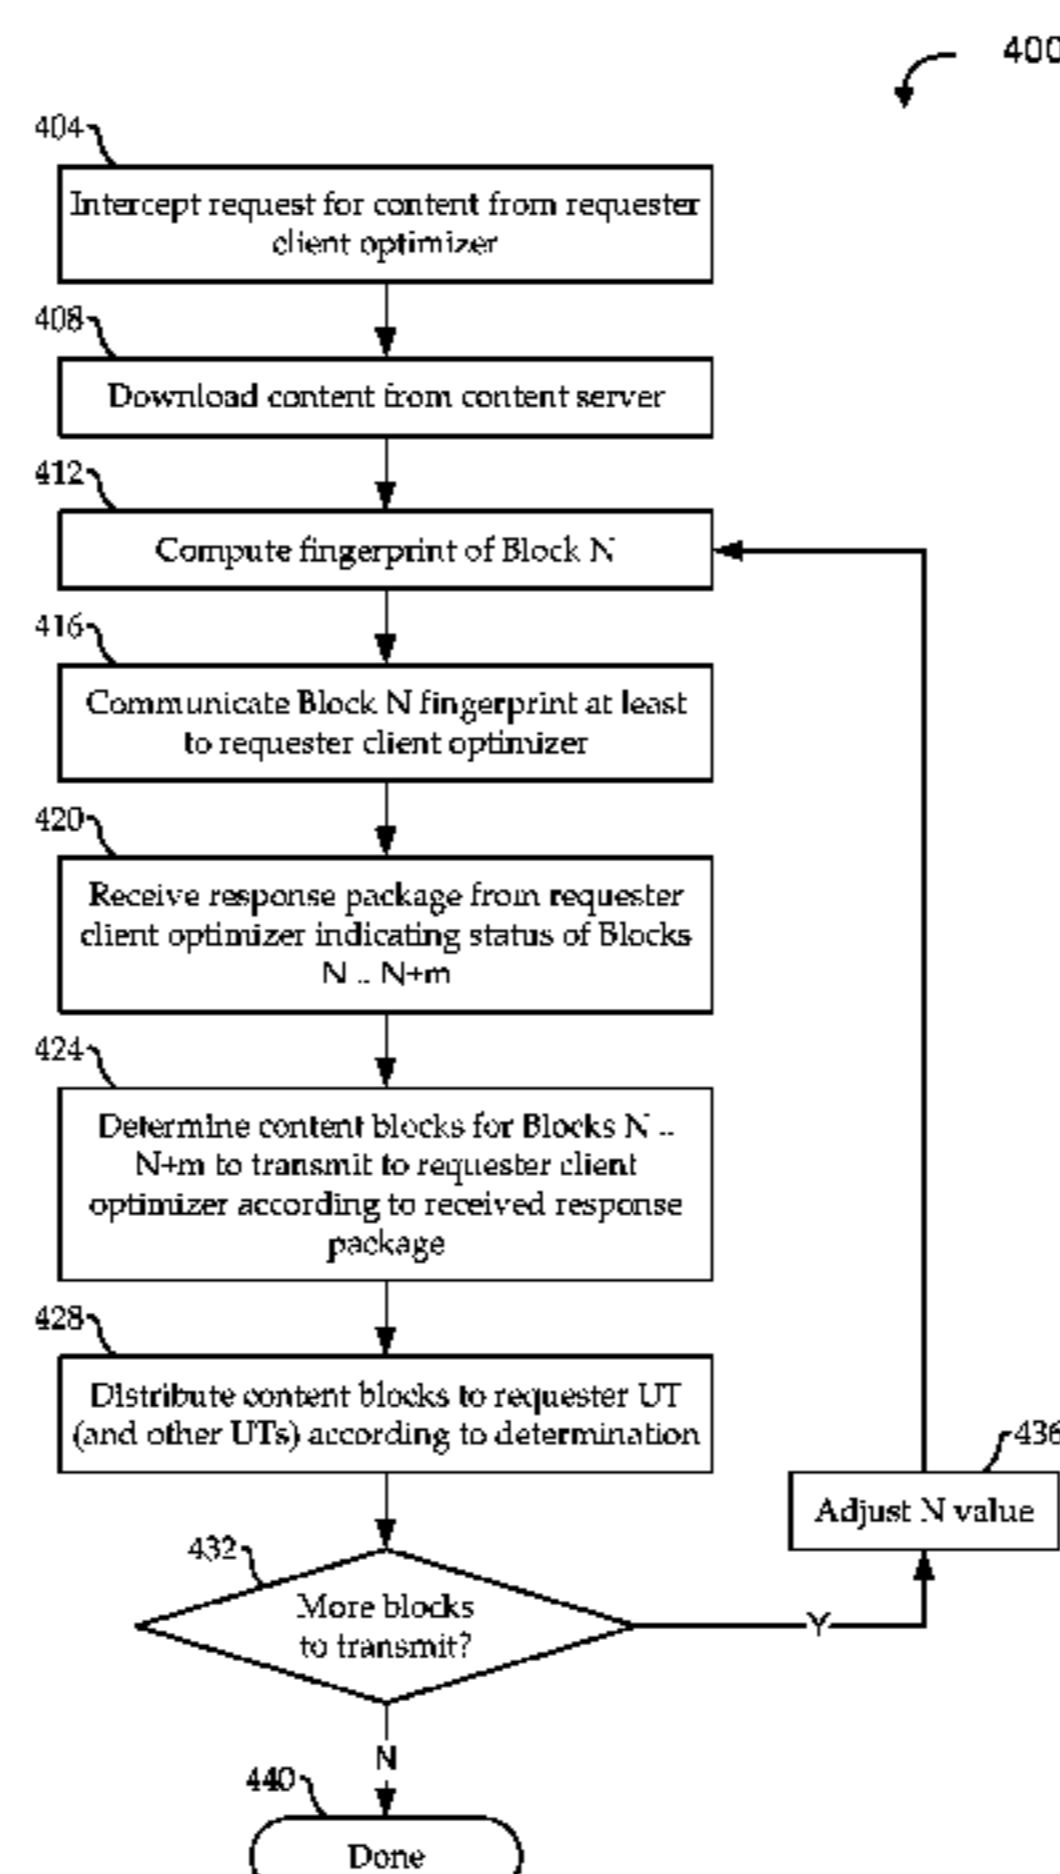 400
404
Intercept request for content from requester
client optimizer
408
Download content from content server
412
Compute fingerprint of Block N
416
Communicate Block N fingerprint at least
to requester client optimizer
420
Receive response package from requester
client optimizer indicating status of Blocks
N .. N+m
424
Determine content blocks for Blocks N ..
N+m to transmit to requester client
optimizer according to received response
package
428
Distribute content blocks to requester UT
(and other UTs) according to determination
436
Adjust N value
432
More blocks
to transmit?
Y
N
440
Done